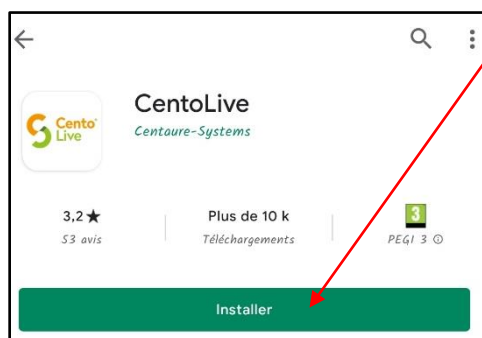 CentoLive
Cento
Live
Centaure-Systems
3,2★
53 avis
Plus de 10 k
Téléchargements
3
PEGI 3
Installer